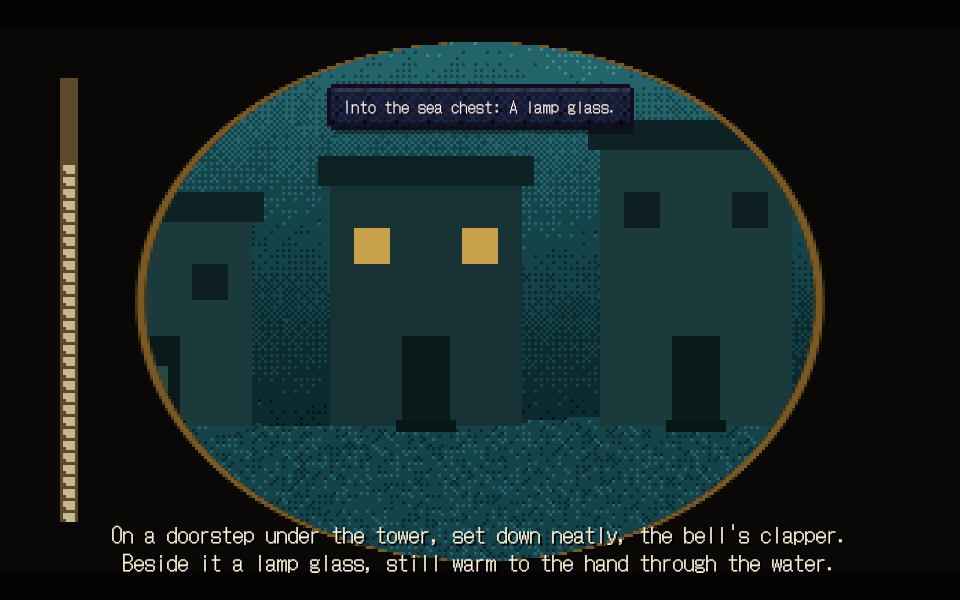 Into the sea chest: A lamp glass.
On a doorstep under the tower, set down neatly, the bell's clapper.
Beside it a lamp glass, still warm to the hand through the water.